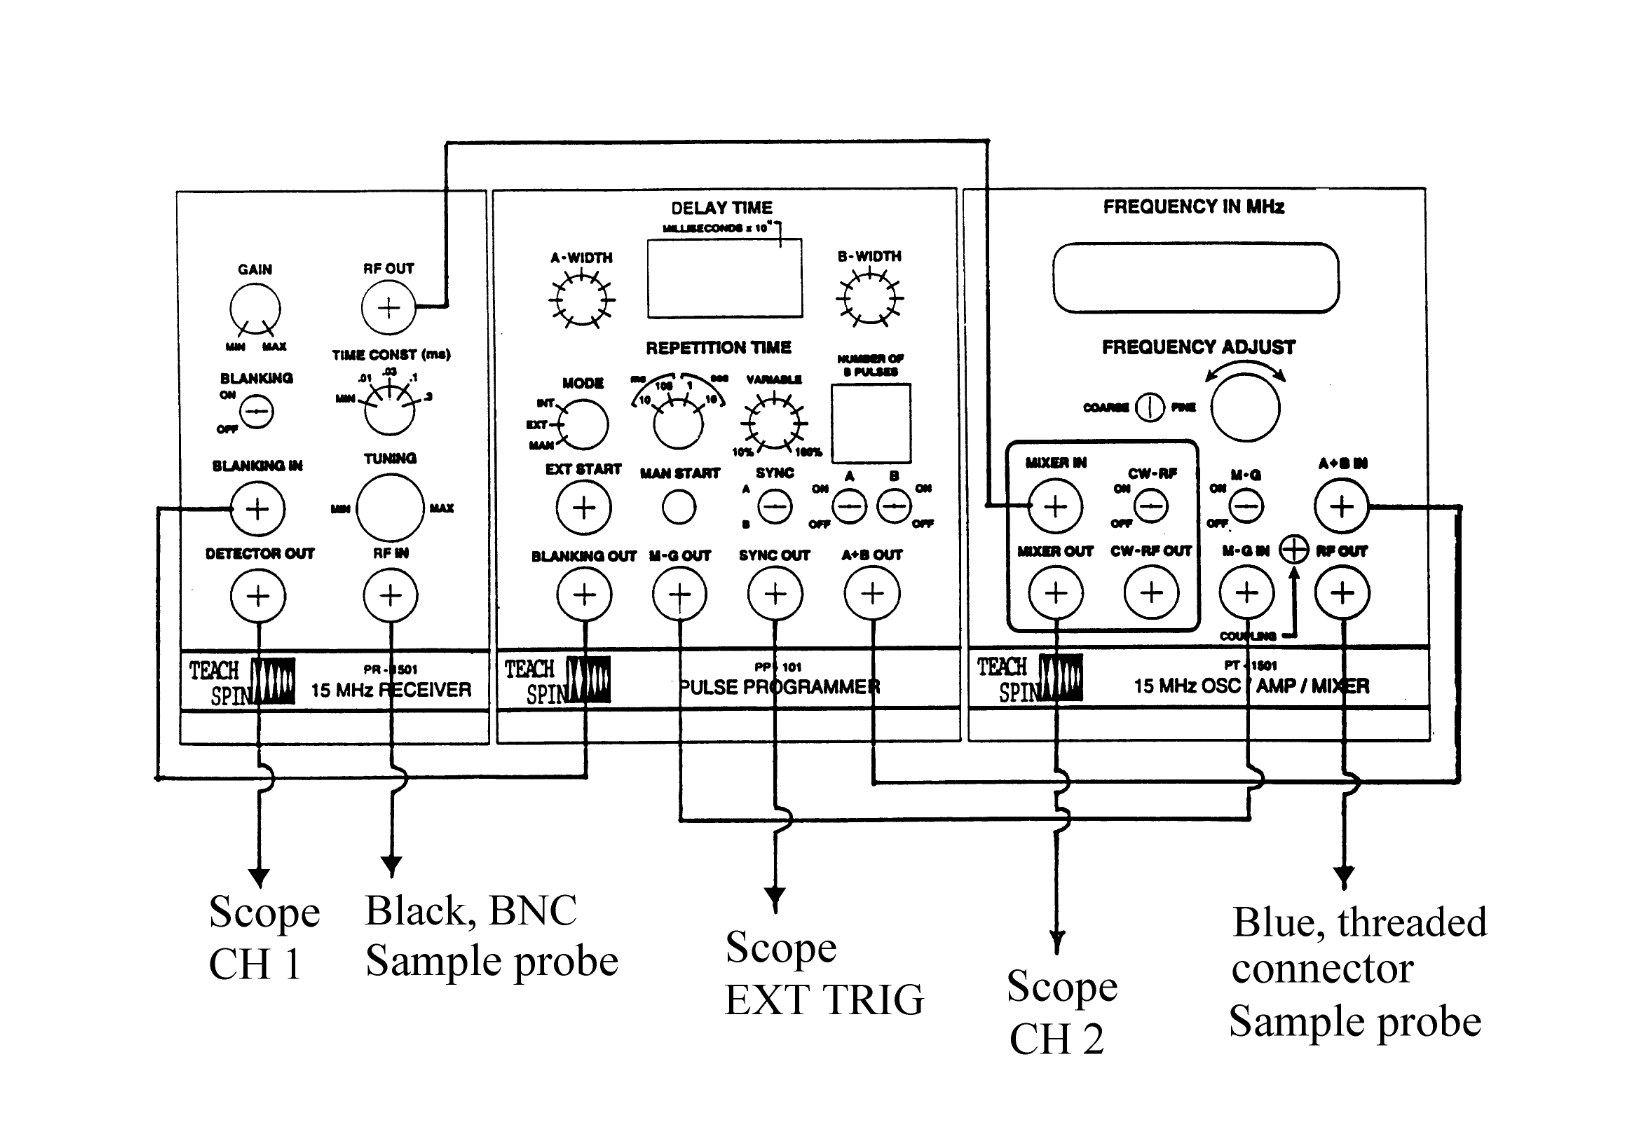 GAIN
MIN MAX
RF OUT
TIME CONST (ms)
MIN .01 .03 .1 .3
BLANKING
ON
OFF
BLANKING IN
TUNING
MIN MAX
DETECTOR OUT
RF IN
TEACH
SPIN
PR-1501
15 MHz RECEIVER
DELAY TIME
MILLISECONDS x 10ⁿ
A-WIDTH
B-WIDTH
REPETITION TIME
MODE
INT
EXT
MAN
ms 100 1 sec
10 10
VARIABLE
10% 100%
NUMBER OF
B PULSES
EXT START
MAN START
SYNC
A
B
A B
ON ON
OFF OFF
BLANKING OUT
M-G OUT
SYNC OUT
A+B OUT
TEACH
SPIN
PP 101
PULSE PROGRAMMER
FREQUENCY IN MHz
FREQUENCY ADJUST
COARSE FINE
MIXER IN
CW-RF
ON
OFF
M-G
ON
OFF
A+B IN
MIXER OUT
CW-RF OUT
M-G IN
RF OUT
COUPLING
TEACH
SPIN
PT-1501
15 MHz OSC / AMP / MIXER
Scope
CH 1
Black, BNC
Sample probe
Scope
EXT TRIG
Scope
CH 2
Blue, threaded
connector
Sample probe